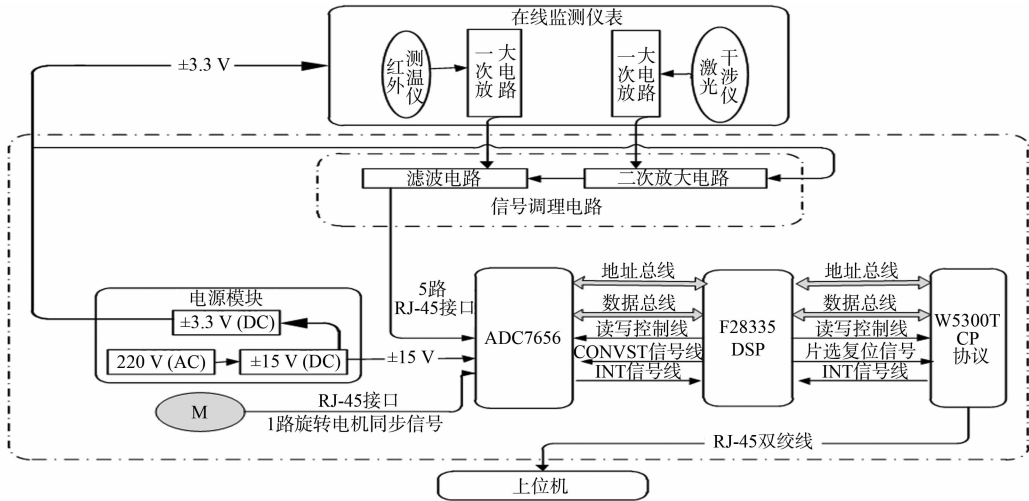 在线监测仪表
±3.3 V
红外
测温仪
一次放
大电路
一次放
大电路
激光
干涉仪
滤波电路
二次放大电路
信号调理电路
5路
RJ-45接口
电源模块
±3.3 V (DC)
220 V (AC)
±15 V (DC)
±15 V
M
RJ-45接口
1路旋转电机同步信号
ADC7656
地址总线
数据总线
读写控制线
CONVST信号线
INT信号线
F28335
DSP
地址总线
数据总线
读写控制线
片选复位信号
INT信号线
W5300T
CP
协议
RJ-45双绞线
上位机